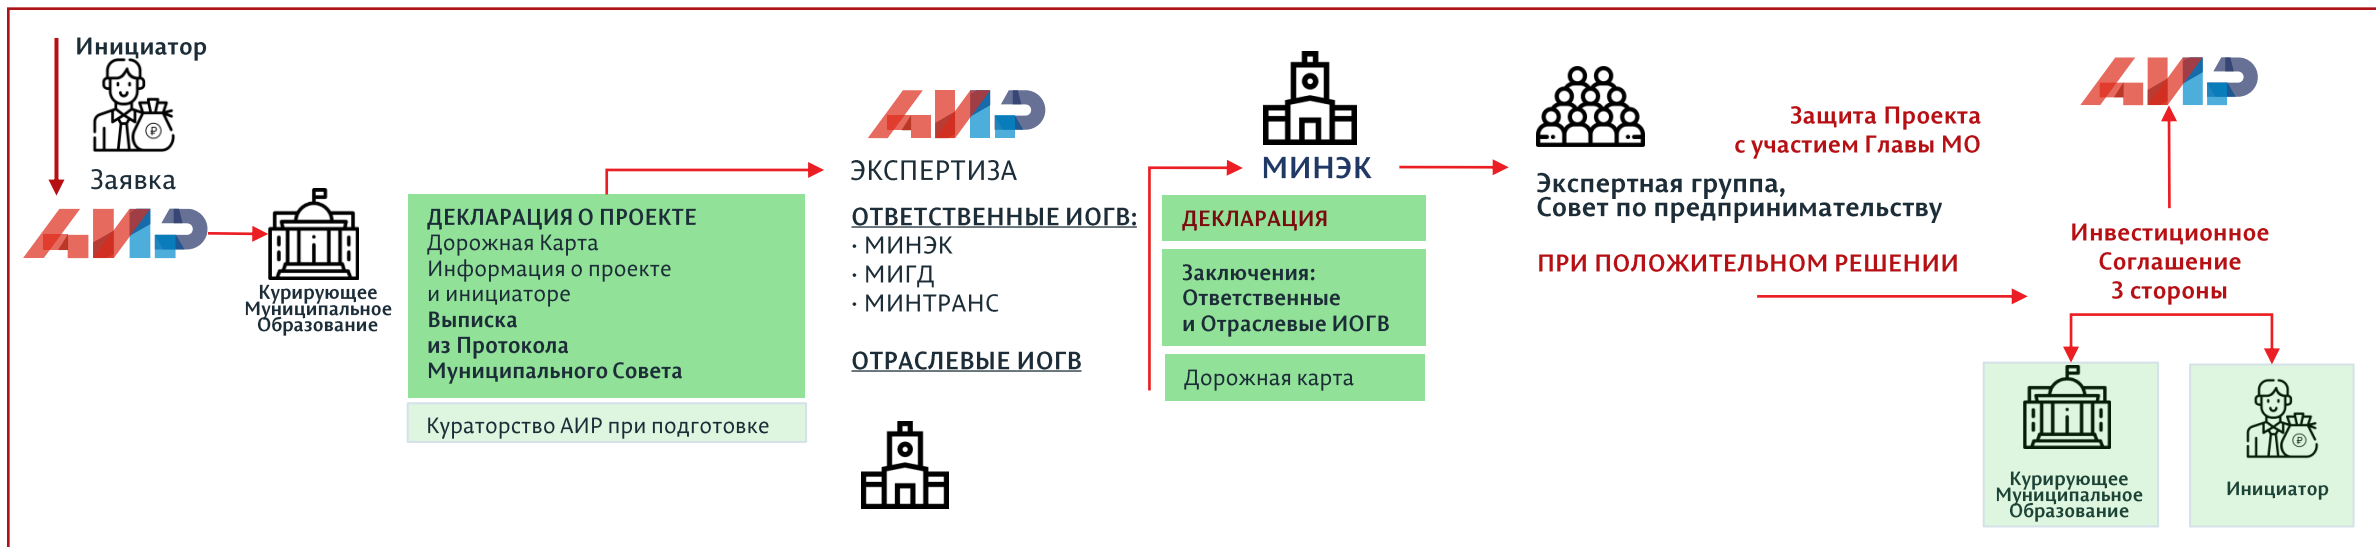 Инициатор
Заявка
АИР
Курирующее
Муниципальное
Образование
ДЕКЛАРАЦИЯ О ПРОЕКТЕ
Дорожная Карта
Информация о проекте
и инициаторе
Выписка
из Протокола
Муниципального Совета
Кураторство АИР при подготовке
АИР
ЭКСПЕРТИЗА
ОТВЕТСТВЕННЫЕ ИОГВ:
· МИНЭК
· МИГД
· МИНТРАНС
ОТРАСЛЕВЫЕ ИОГВ
МИНЭК
ДЕКЛАРАЦИЯ
Заключения:
Ответственные
и Отраслевые ИОГВ
Дорожная карта
Защита Проекта
с участием Главы МО
Экспертная группа,
Совет по предпринимательству
ПРИ ПОЛОЖИТЕЛЬНОМ РЕШЕНИИ
АИР
Инвестиционное
Соглашение
3 стороны
Курирующее
Муниципальное
Образование
Инициатор